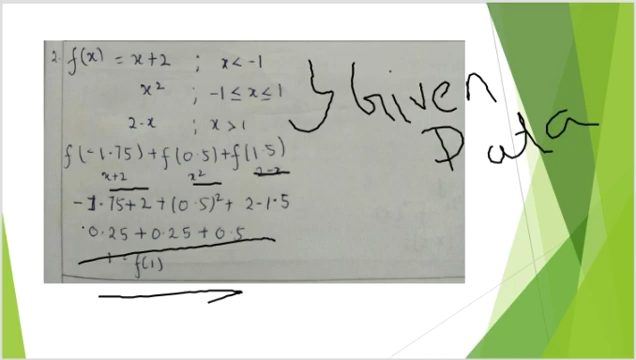 2. f(x) = x+2 ; x < -1
x² ; -1 ≤ x ≤ 1
2-x ; x > 1
Given
Data
f(-1.75)+f(0.5)+f(1.5)
x+2 x² 2-x
-1.75+2+(0.5)²+ 2-1.5
0.25+0.25+0.5
f(1)